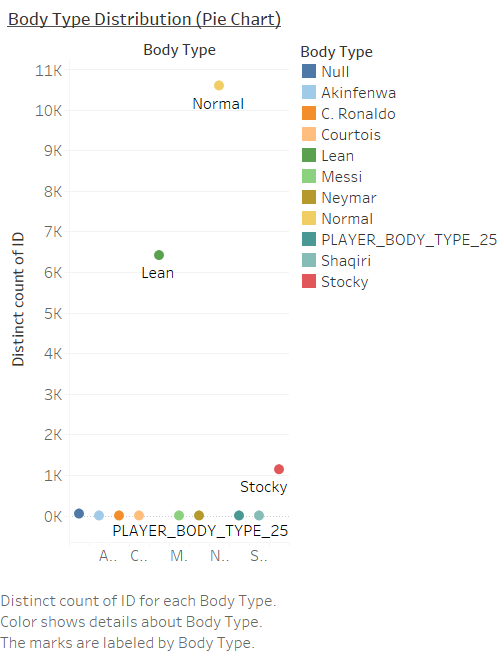 Body Type Distribution (Pie Chart)
Body Type
11K
10K
9K
8K
7K
6K
5K
4K
3K
2K
1K
0K
Distinct count of ID
Normal
Lean
Stocky
PLAYER_BODY_TYPE_25
A.. C.. M. N.. S..
Body Type
Null
Akinfenwa
C. Ronaldo
Courtois
Lean
Messi
Neymar
Normal
PLAYER_BODY_TYPE_25
Shaqiri
Stocky
Distinct count of ID for each Body Type.
Color shows details about Body Type.
The marks are labeled by Body Type.